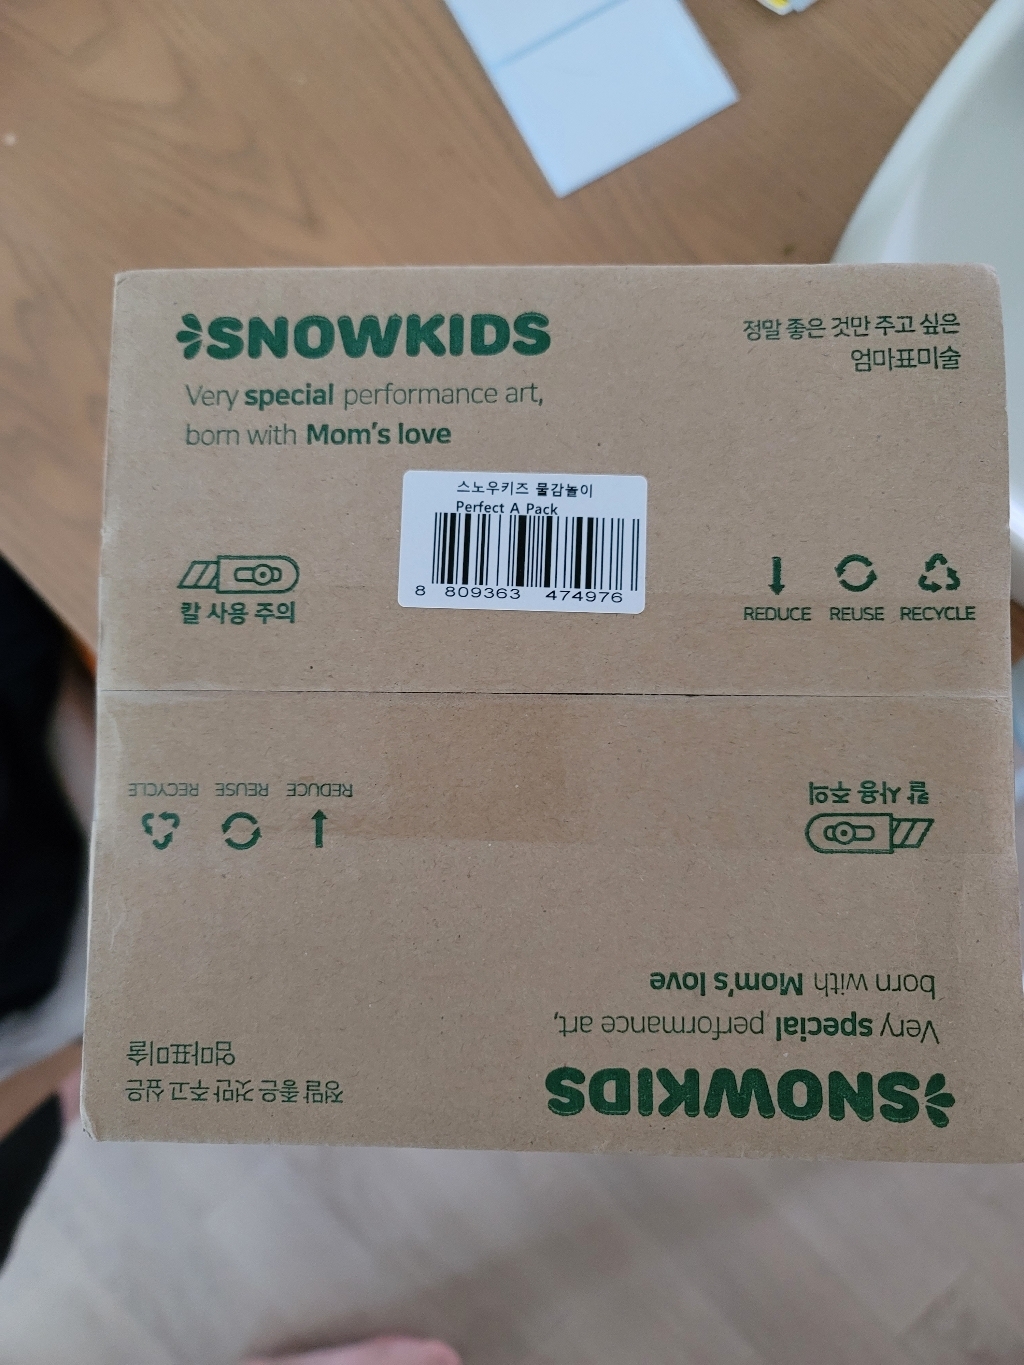 SNOWKIDS
Very special performance art,
born with Mom's love
정말 좋은 것만 주고 싶은
엄마표미술
스노우키즈 물감놀이
Perfect A Pack
8 809363 474976
칼 사용 주의
REDUCE REUSE RECYCLE
칼 사용 주의
REDUCE REUSE RECYCLE
SNOWKIDS
Very special performance art,
born with Mom's love
정말 좋은 것만 주고 싶은
엄마표미술